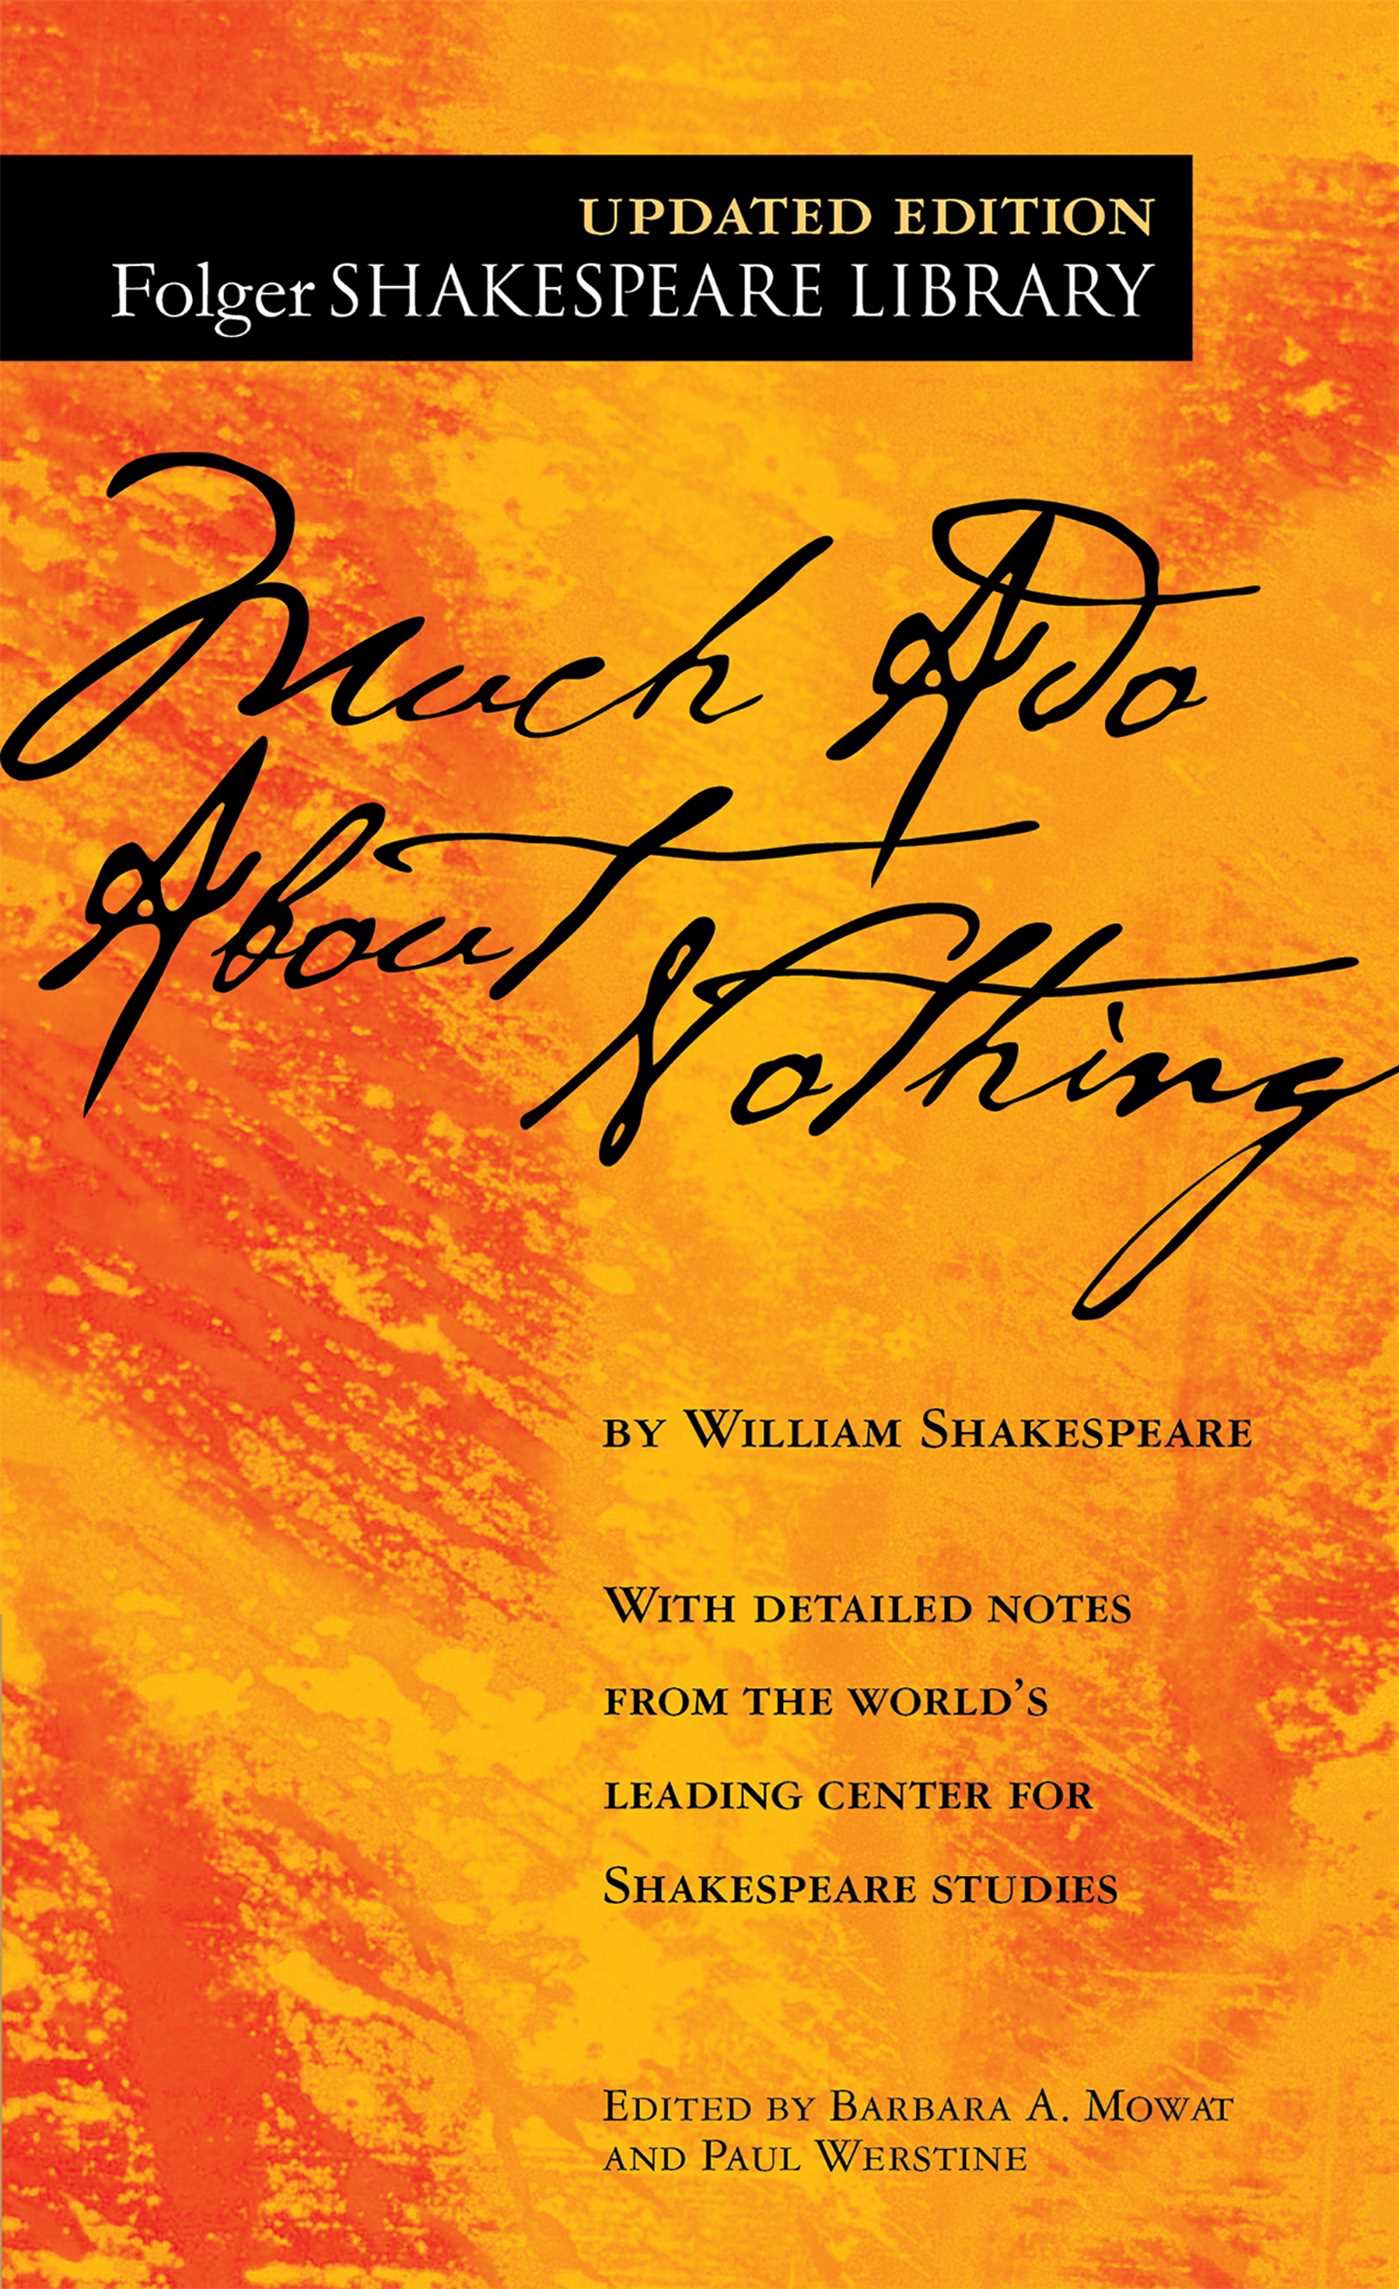 UPDATED EDITION
Folger SHAKESPEARE LIBRARY
Much Ado
About
Nothing
BY WILLIAM SHAKESPEARE
WITH DETAILED NOTES
FROM THE WORLD'S
LEADING CENTER FOR
SHAKESPEARE STUDIES
EDITED BY BARBARA A. MOWAT
AND PAUL WERSTINE